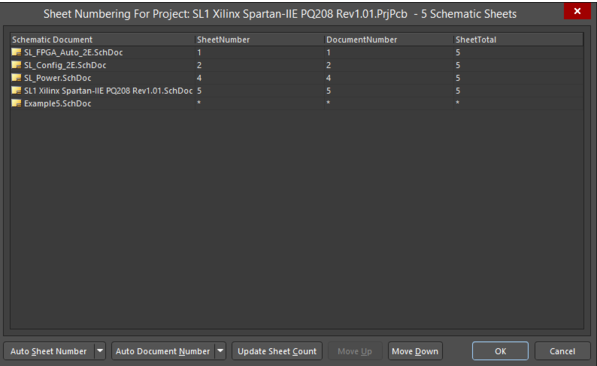 Sheet Numbering For Project: SL1 Xilinx Spartan-IIE PQ208 Rev1.01.PrjPcb - 5 Schematic Sheets
Schematic Document SheetNumber DocumentNumber SheetTotal
SL_FPGA_Auto_2E.SchDoc 1 1 5
SL_Config_2E.SchDoc 2 2 5
SL_Power.SchDoc 4 4 5
SL1 Xilinx Spartan-IIE PQ208 Rev1.01.SchDoc 5 5 5
Example5.SchDoc * * *
Auto Sheet Number Auto Document Number Update Sheet Count Move Up Move Down OK Cancel